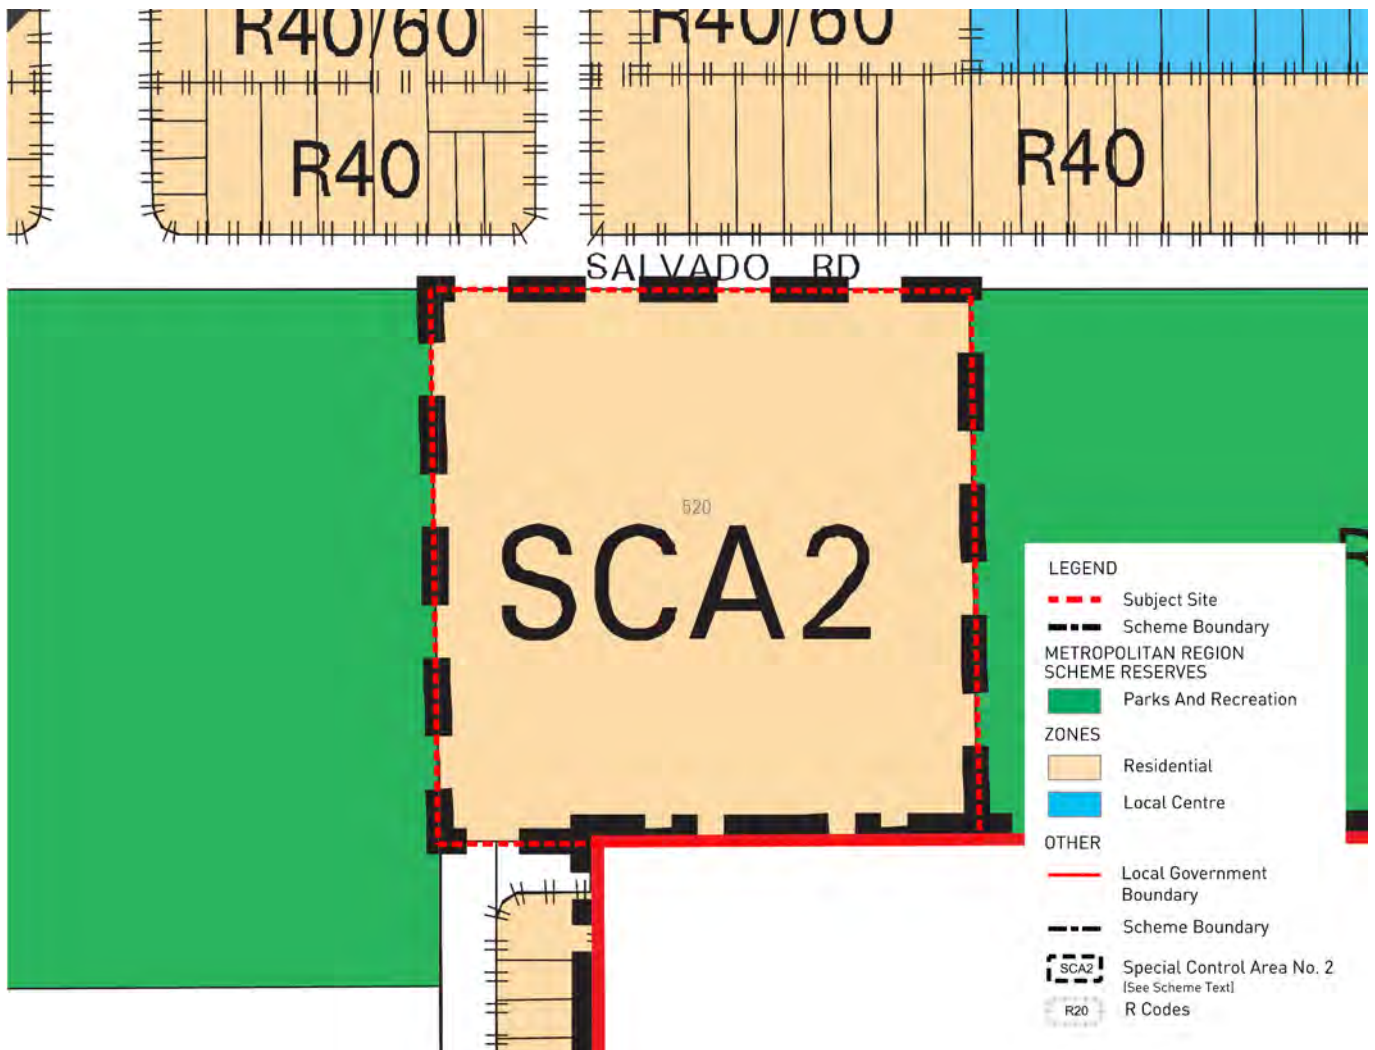 R40/60
R40/60
R40
R40
SALVADO RD
520
SCA2
LEGEND
Subject Site
Scheme Boundary
METROPOLITAN REGION
SCHEME RESERVES
Parks And Recreation
ZONES
Residential
Local Centre
OTHER
Local Government
Boundary
Scheme Boundary
SCA2 Special Control Area No. 2
[See Scheme Text]
R20 R Codes